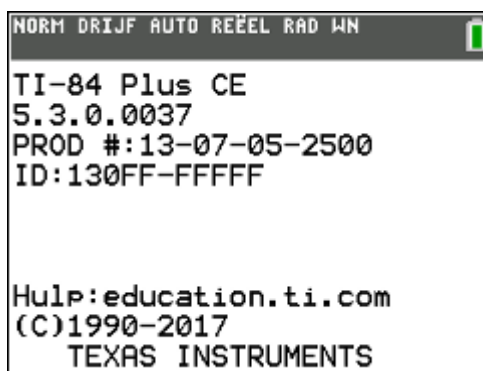 NORM DRIJF AUTO REËEL RAD WN
TI-84 Plus CE
5.3.0.0037
PROD #:13-07-05-2500
ID:130FF-FFFFF
Hulp:education.ti.com
(C)1990-2017
TEXAS INSTRUMENTS